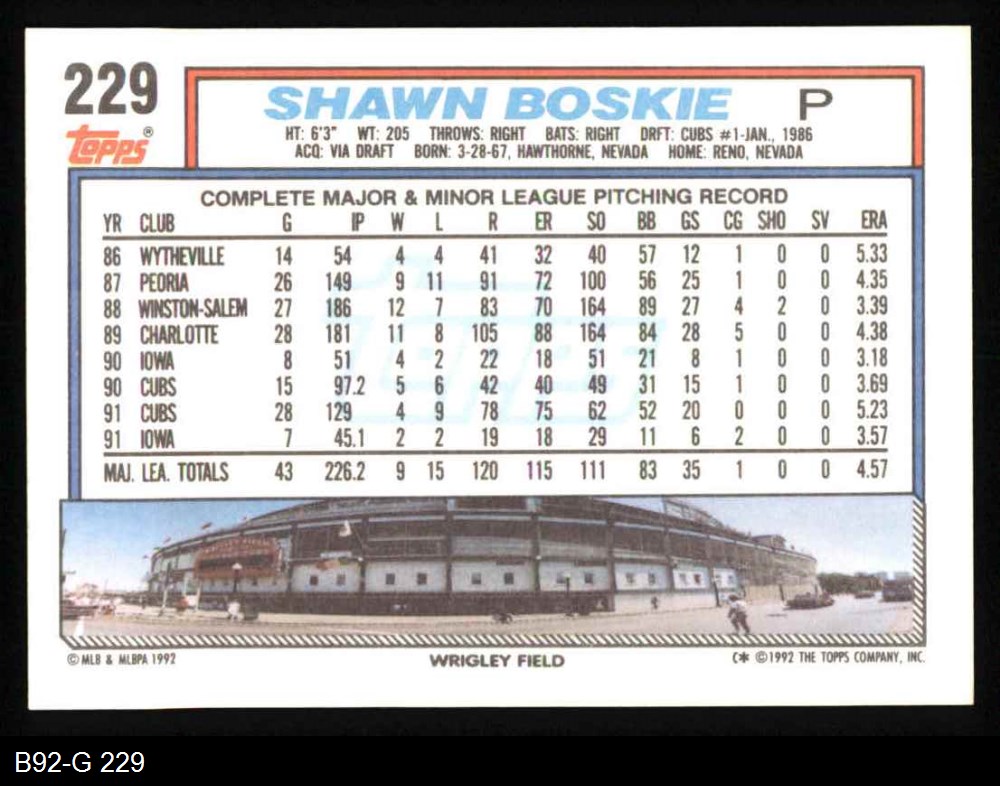 229
Topps®
SHAWN BOSKIE P
HT: 6'3" WT: 205 THROWS: RIGHT BATS: RIGHT DRFT: CUBS #1-JAN., 1986
ACQ: VIA DRAFT BORN: 3-28-67, HAWTHORNE, NEVADA HOME: RENO, NEVADA
COMPLETE MAJOR & MINOR LEAGUE PITCHING RECORD
YR CLUB G IP W L R ER SO BB GS CG SHO SV ERA
86 WYTHEVILLE 14 54 4 4 41 32 40 57 12 1 0 0 5.33
87 PEORIA 26 149 9 11 91 72 100 56 25 1 0 0 4.35
88 WINSTON-SALEM 27 186 12 7 83 70 164 89 27 4 2 0 3.39
89 CHARLOTTE 28 181 11 8 105 88 164 84 28 5 0 0 4.38
90 IOWA 8 51 4 2 22 18 51 21 8 1 0 0 3.18
90 CUBS 15 97.2 5 6 42 40 49 31 15 1 0 0 3.69
91 CUBS 28 129 4 9 78 75 62 52 20 0 0 0 5.23
91 IOWA 7 45.1 2 2 19 18 29 11 6 2 0 0 3.57
MAJ. LEA. TOTALS 43 226.2 9 15 120 115 111 83 35 1 0 0 4.57
Topps
© MLB & MLBPA 1992
WRIGLEY FIELD
C* ©1992 THE TOPPS COMPANY, INC.
B92-G 229